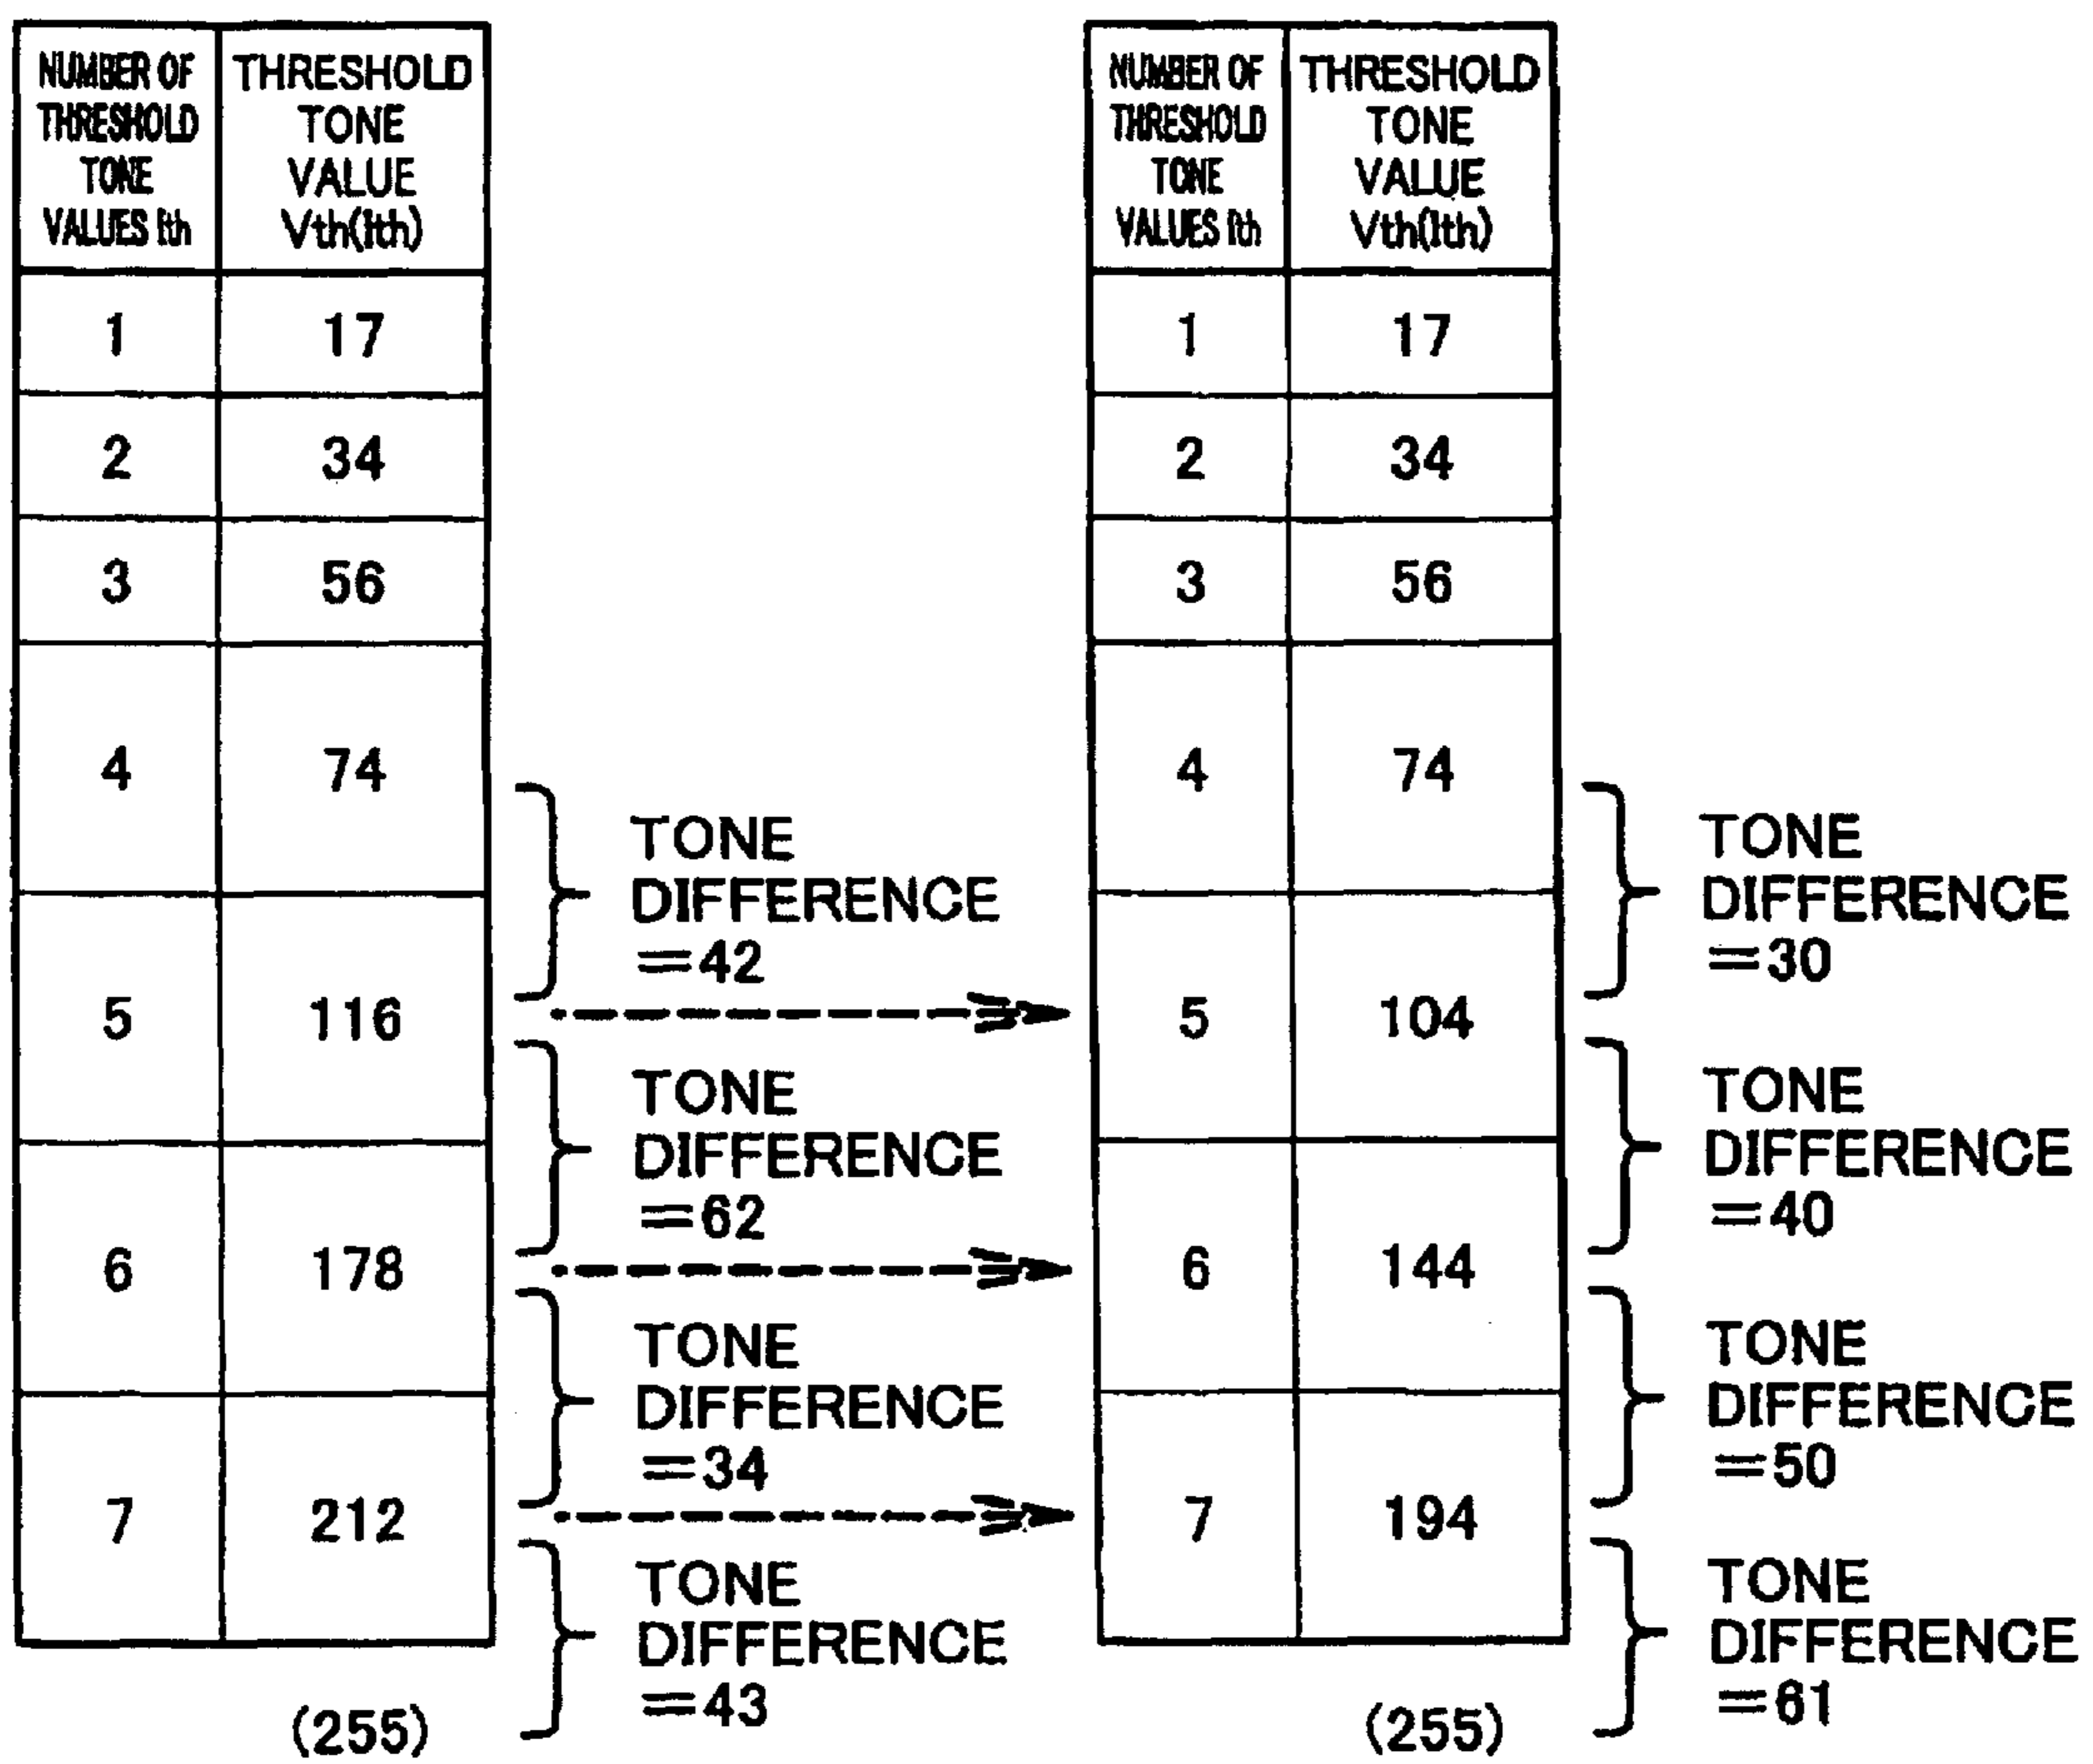 NUMBER OF
THRESHOLD
TONE
VALUES Ith
THRESHOLD
TONE
VALUE
Vth(Ith)
1
17
2
34
3
56
4
74
5
116
6
178
7
212
(255)
TONE
DIFFERENCE
=42
TONE
DIFFERENCE
=62
TONE
DIFFERENCE
=34
TONE
DIFFERENCE
=43
NUMBER OF
THRESHOLD
TONE
VALUES Ith
THRESHOLD
TONE
VALUE
Vth(Ith)
1
17
2
34
3
56
4
74
5
104
6
144
7
194
(255)
TONE
DIFFERENCE
=30
TONE
DIFFERENCE
=40
TONE
DIFFERENCE
=50
TONE
DIFFERENCE
=61